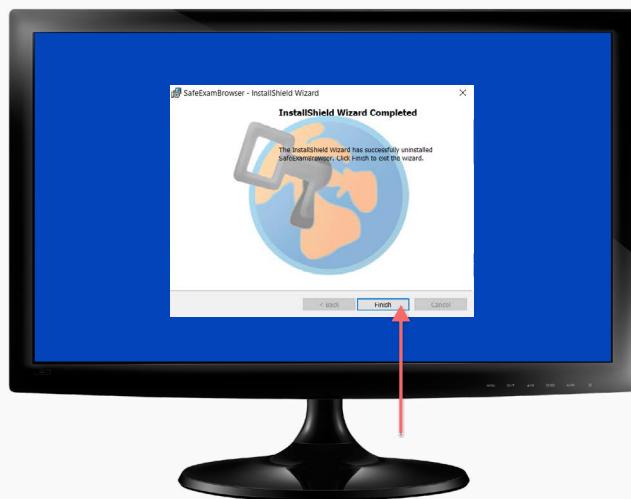 SafeExamBrowser - InstallShield Wizard
InstallShield Wizard Completed
The InstallShield Wizard has successfully uninstalled
SafeExamBrowser. Click Finish to exit the wizard.
< Back Finish Cancel